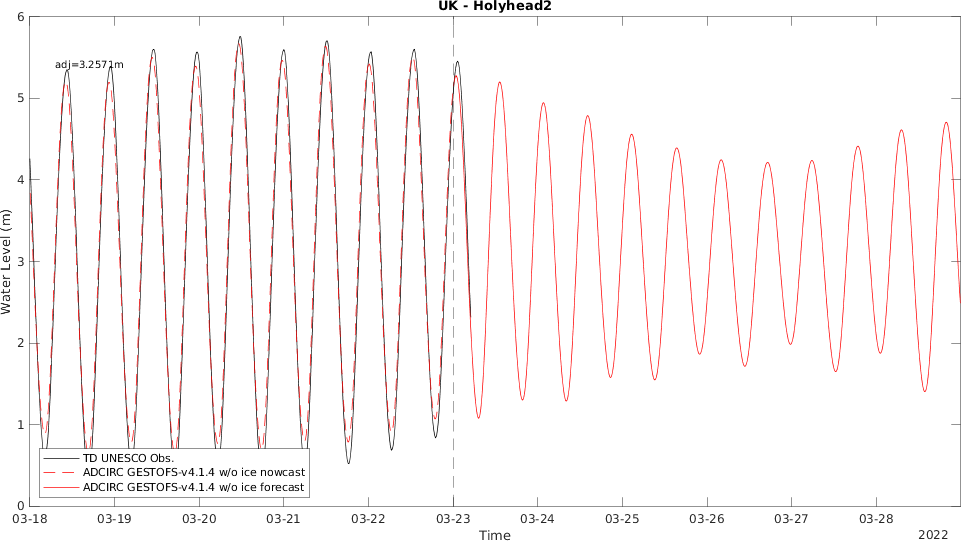 UK - Holyhead2
adj=3.2571m
6
5
4
3
2
1
0
Water Level (m)
TD UNESCO Obs.
ADCIRC GESTOFS-v4.1.4 w/o ice nowcast
ADCIRC GESTOFS-v4.1.4 w/o ice forecast
03-18 03-19 03-20 03-21 03-22 03-23 03-24 03-25 03-26 03-27 03-28
Time
2022